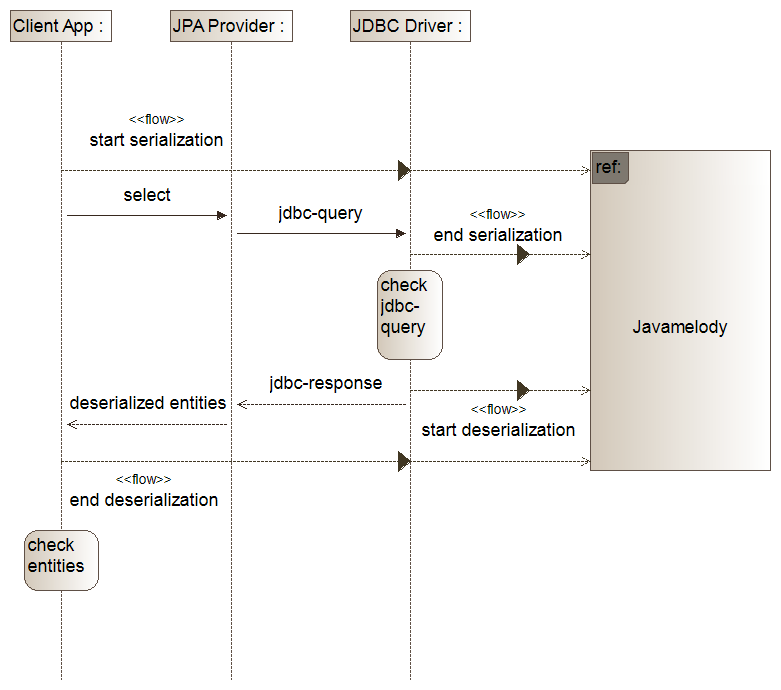 Client App :
JPA Provider :
JDBC Driver :
<<flow>>
start serialization
ref:
select
jdbc-query
<<flow>>
end serialization
check
jdbc-
query
Javamelody
jdbc-response
deserialized entities
<<flow>>
start deserialization
<<flow>>
end deserialization
check
entities